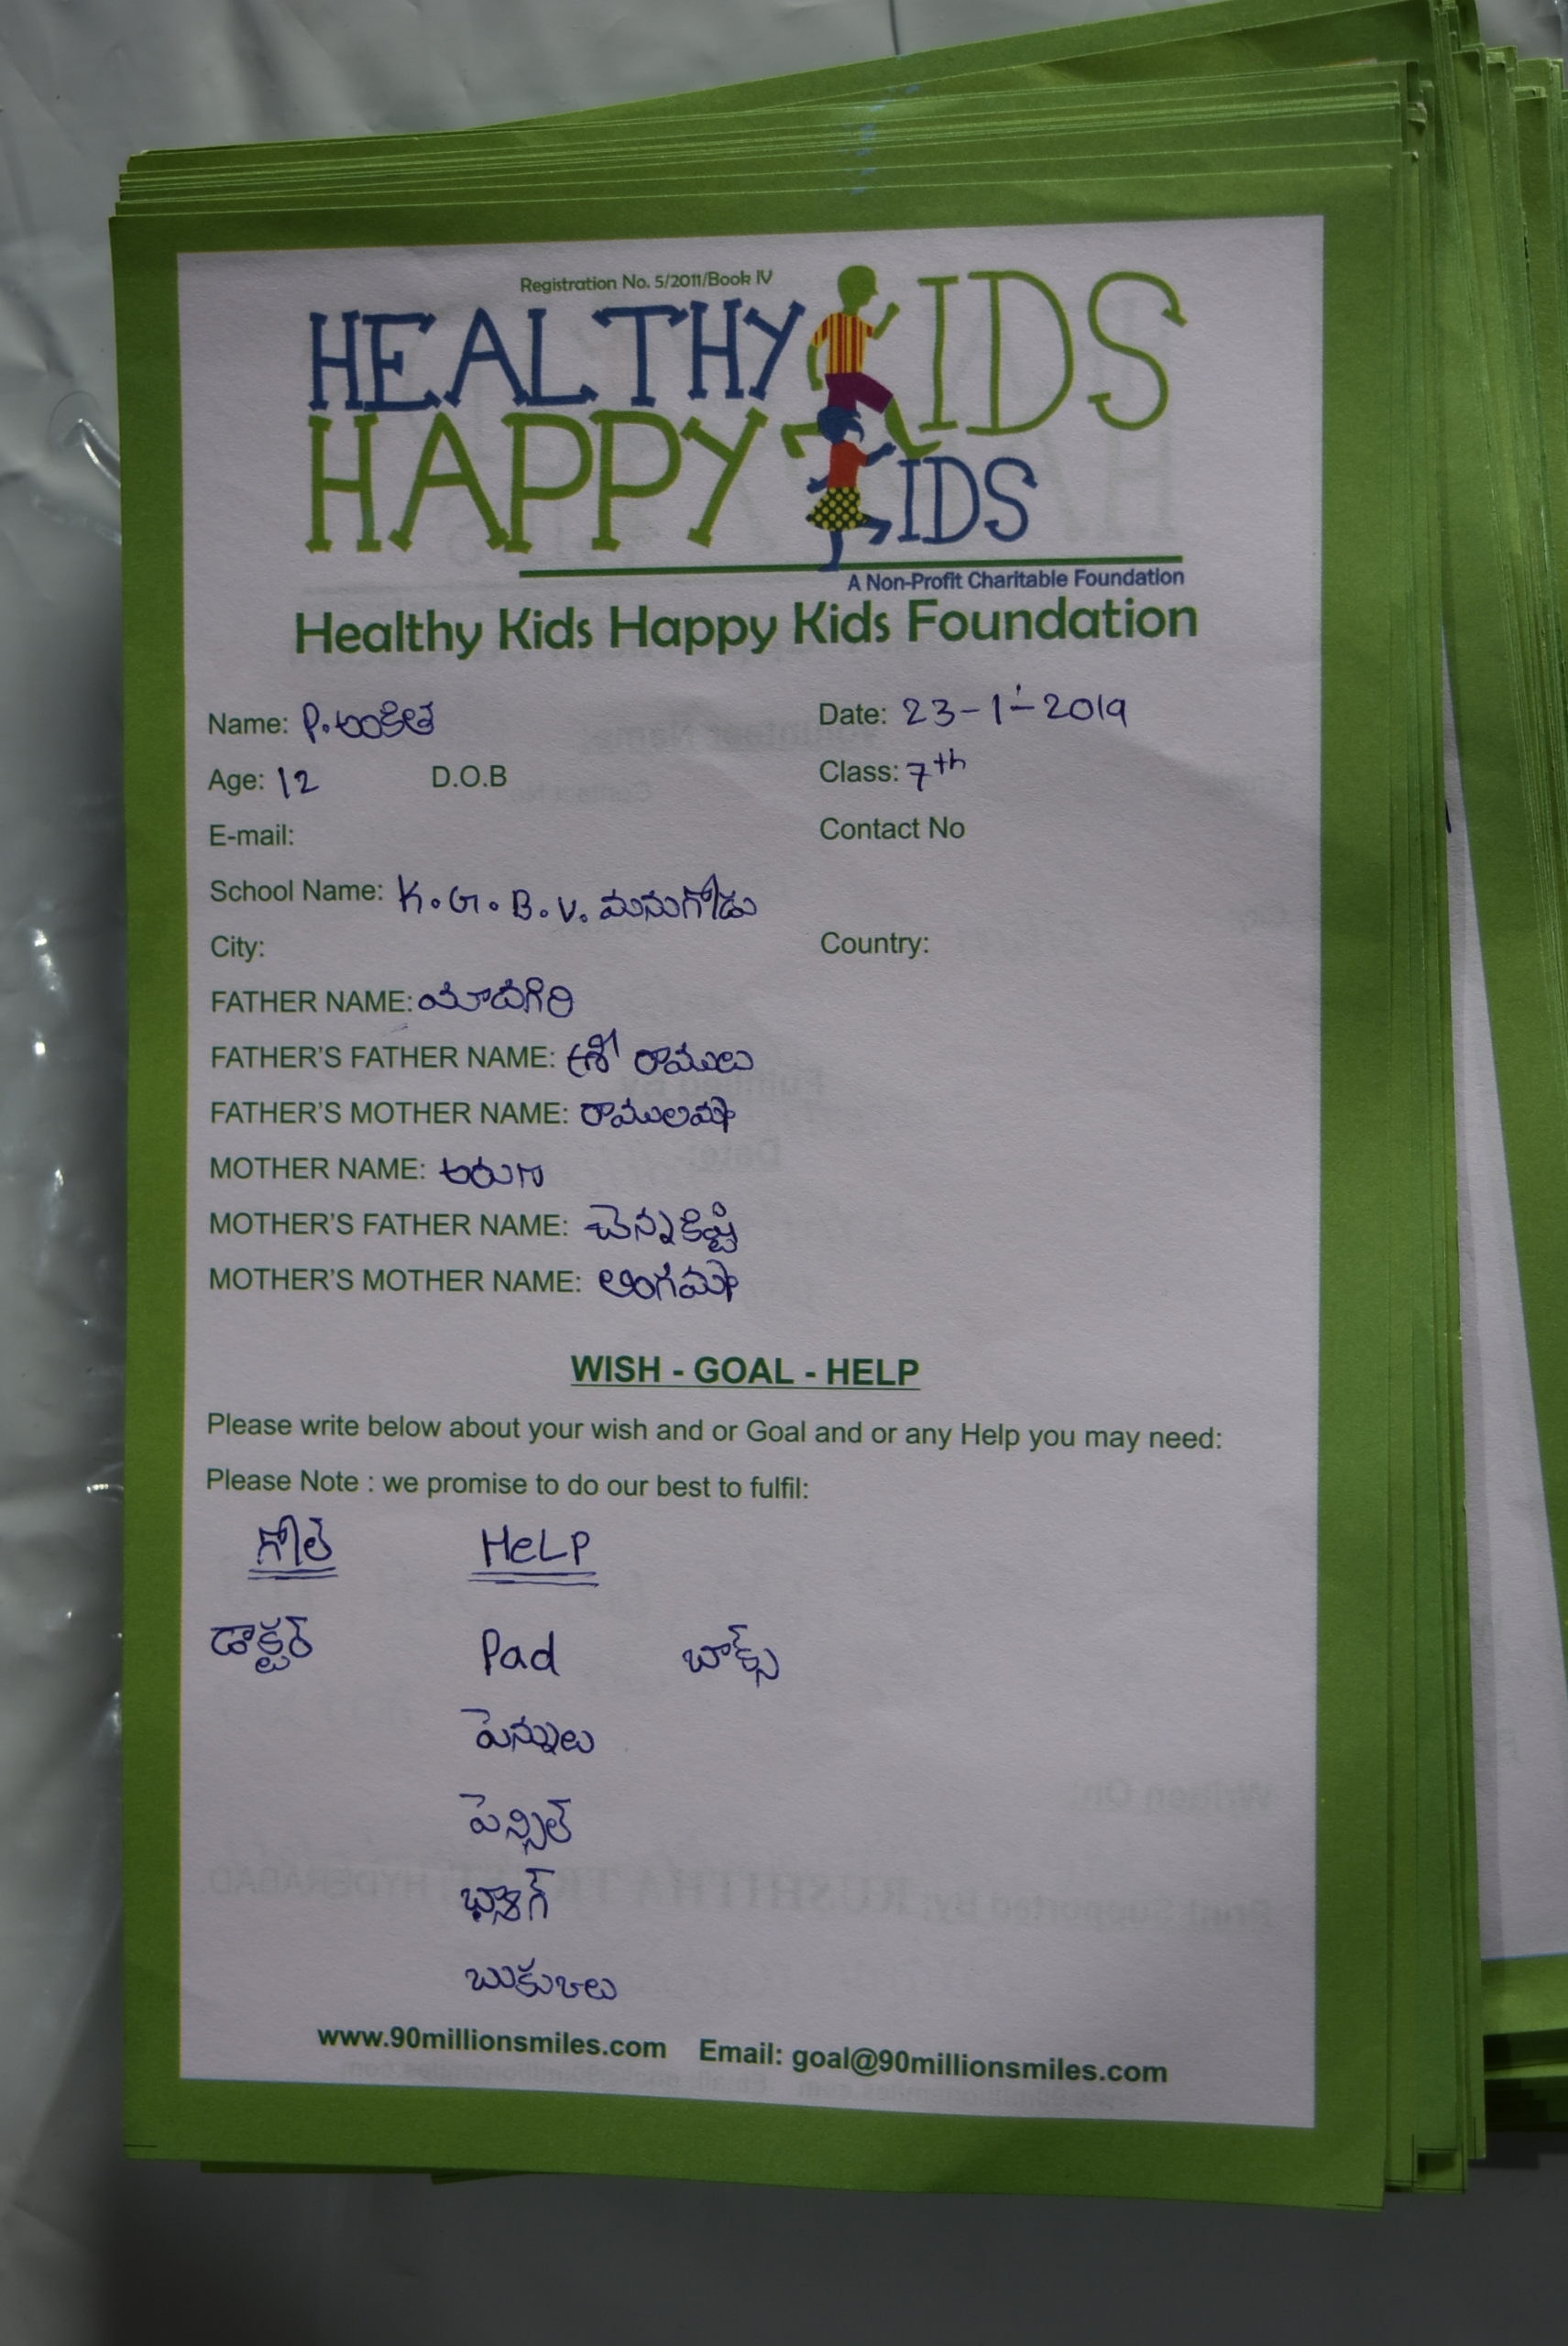 Registration No. 5/2011/Book IV
HEALTHY KIDS
HAPPY KIDS
A Non-Profit Charitable Foundation
Healthy Kids Happy Kids Foundation
Name: P. అంకిత Date: 23-1-2019
Age: 12 D.O.B Class: 7th
E-mail: Contact No
School Name: K.G.B.V. మనుగోడు
City: Country:
FATHER NAME: యాదగిరి
FATHER'S FATHER NAME: శ్రీ రాములు
FATHER'S MOTHER NAME: రాములమ్మ
MOTHER NAME:
MOTHER'S FATHER NAME: చెన్నకిష్టి
MOTHER'S MOTHER NAME: లింగమ్మ
WISH - GOAL - HELP
Please write below about your wish and or Goal and or any Help you may need:
Please Note : we promise to do our best to fulfil:
గోల్ HeLP
డాక్టర్ Pad బాక్స్
పెన్నులు
పెన్సిల్
బ్యాగ్
బుకులు
www.90millionsmiles.com Email: goal@90millionsmiles.com